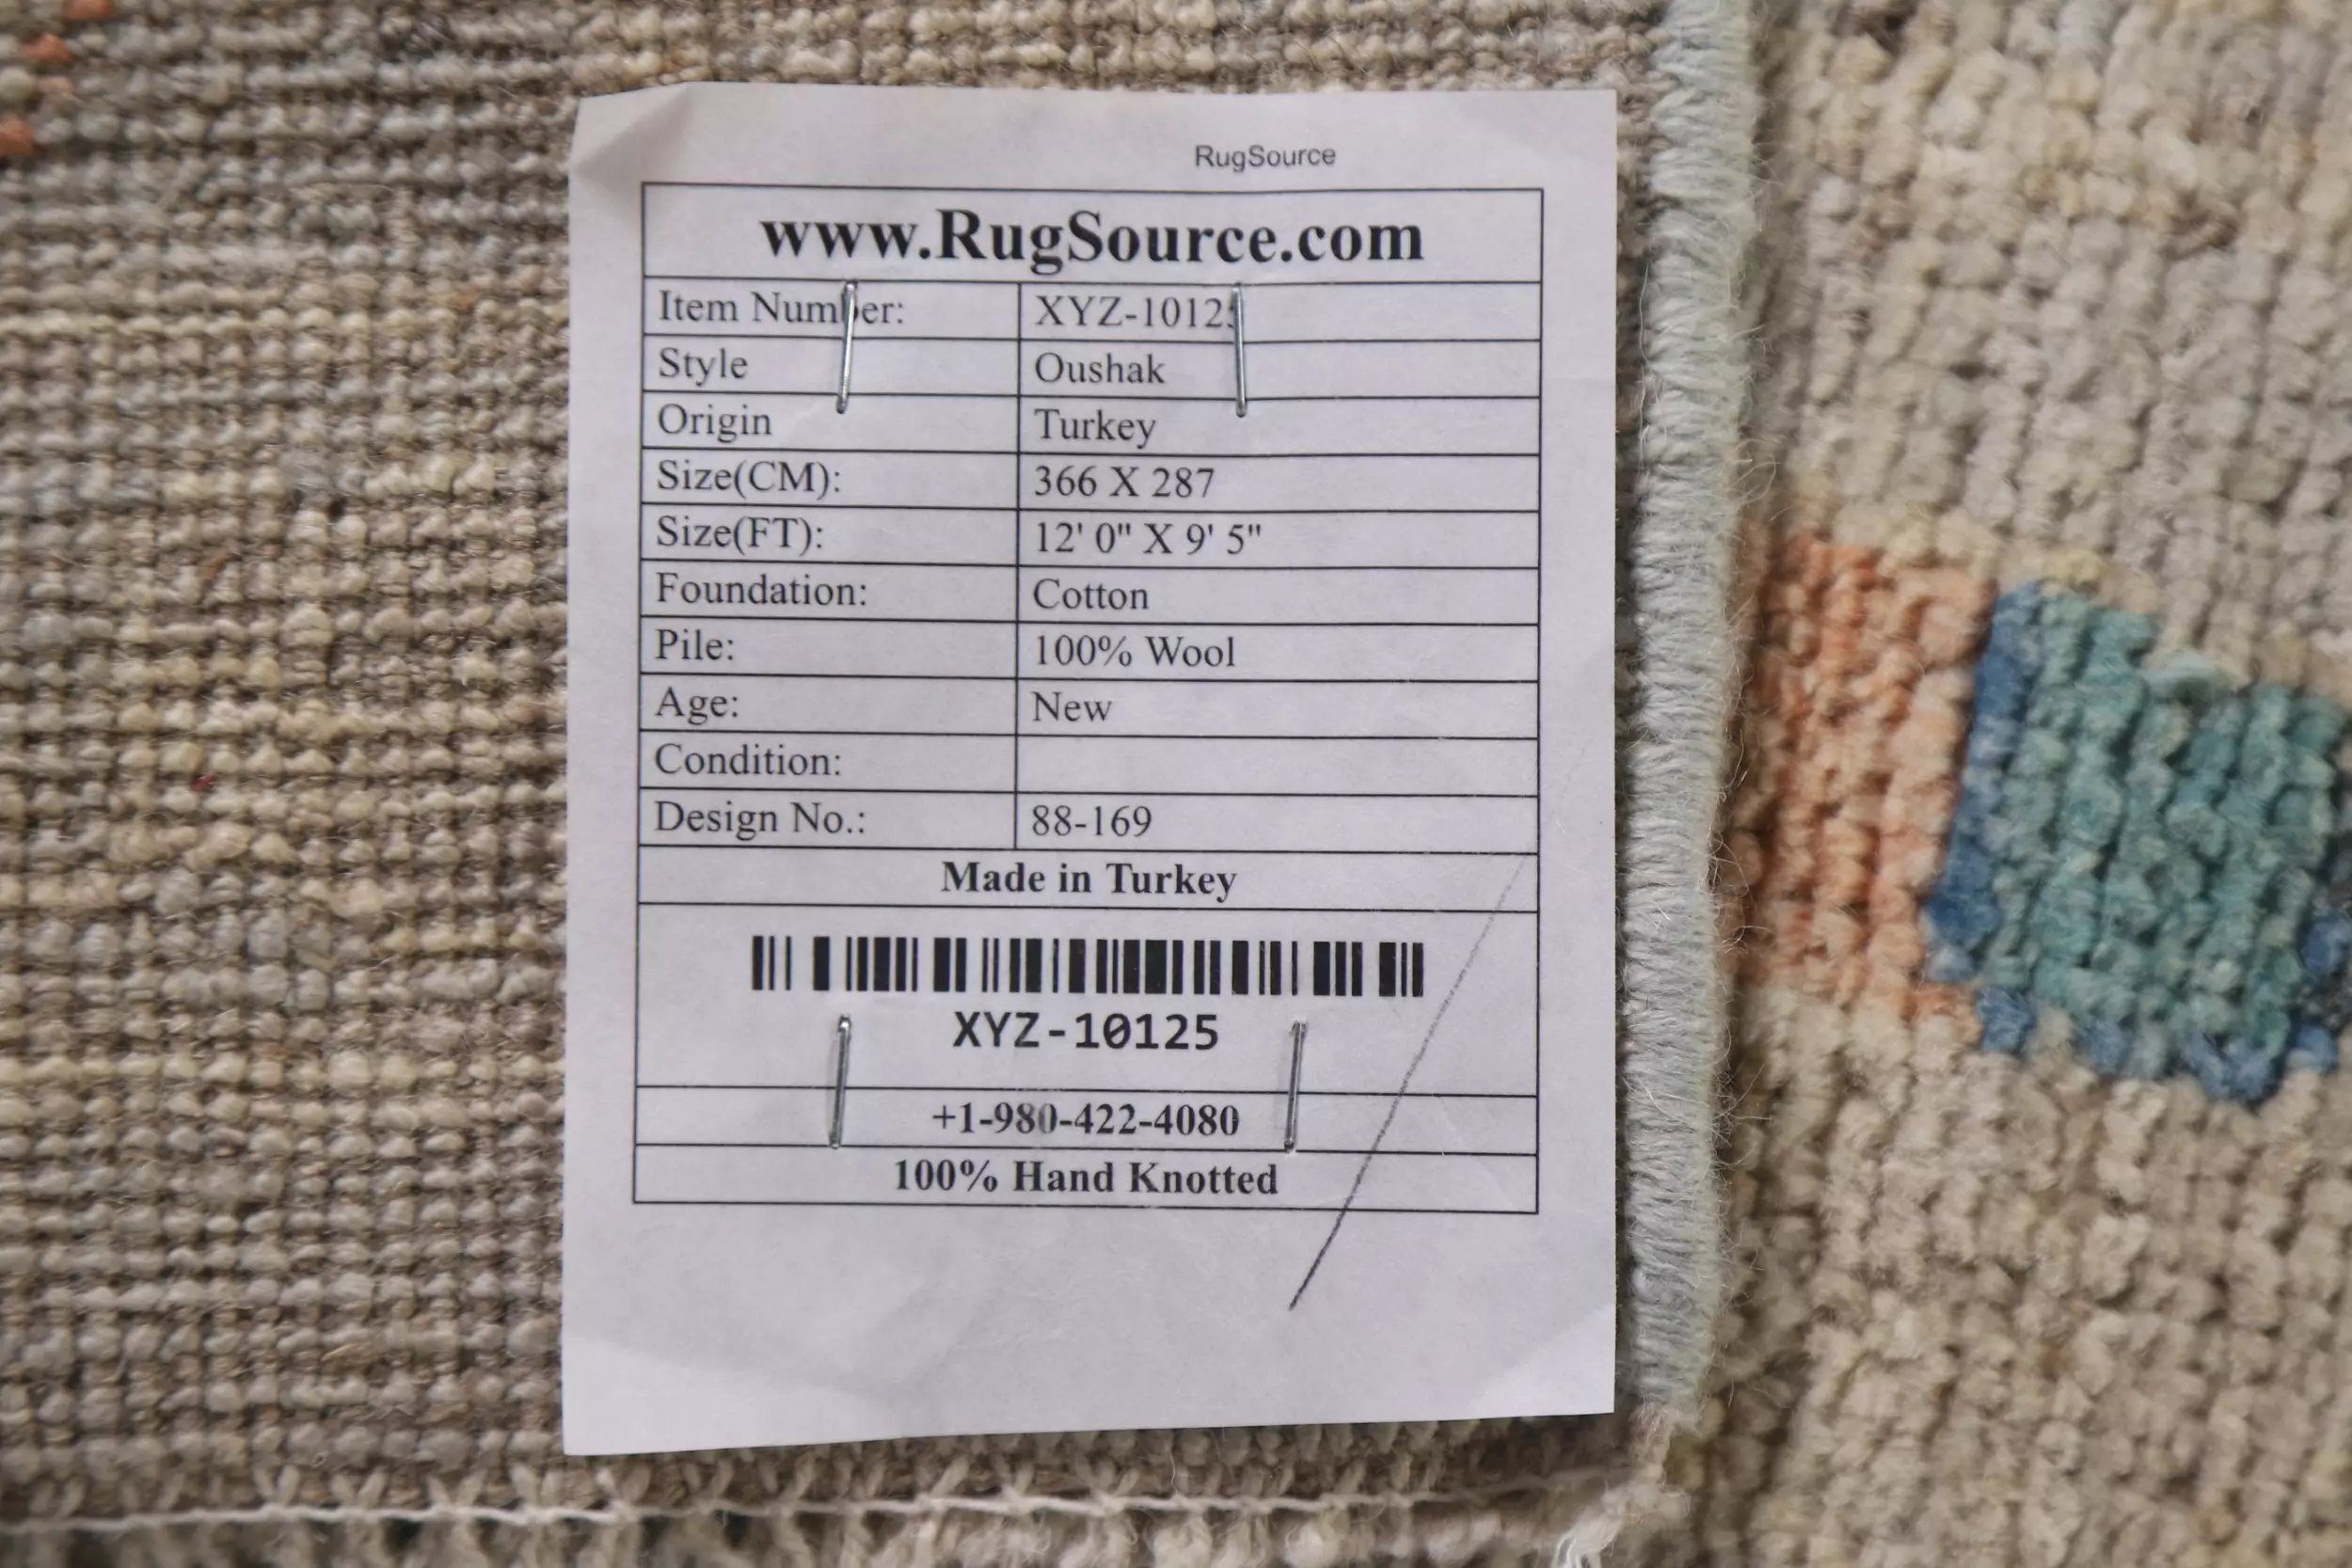 RugSource
www.RugSource.com
Item Number: XYZ-10125
Style Oushak
Origin Turkey
Size(CM): 366 X 287
Size(FT): 12' 0" X 9' 5"
Foundation: Cotton
Pile: 100% Wool
Age: New
Condition:
Design No.: 88-169
Made in Turkey
XYZ-10125
+1-980-422-4080
100% Hand Knotted